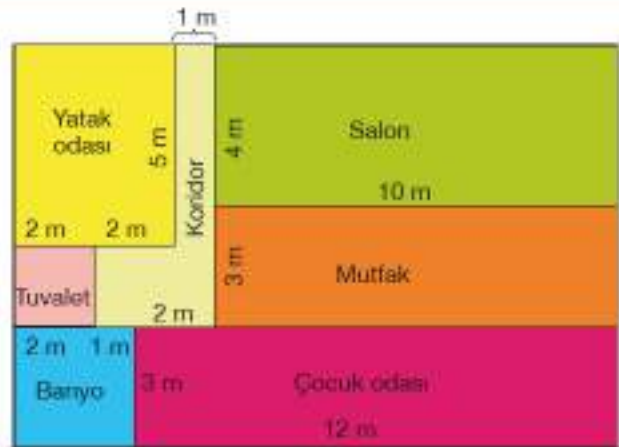 1 m
Yatak
odası
5 m
Koridor
4 m
Salon
10 m
2 m 2 m
Tuvalet
2 m
3 m
Mutfak
2 m 1 m
Banyo
3 m
Çocuk odası
12 m